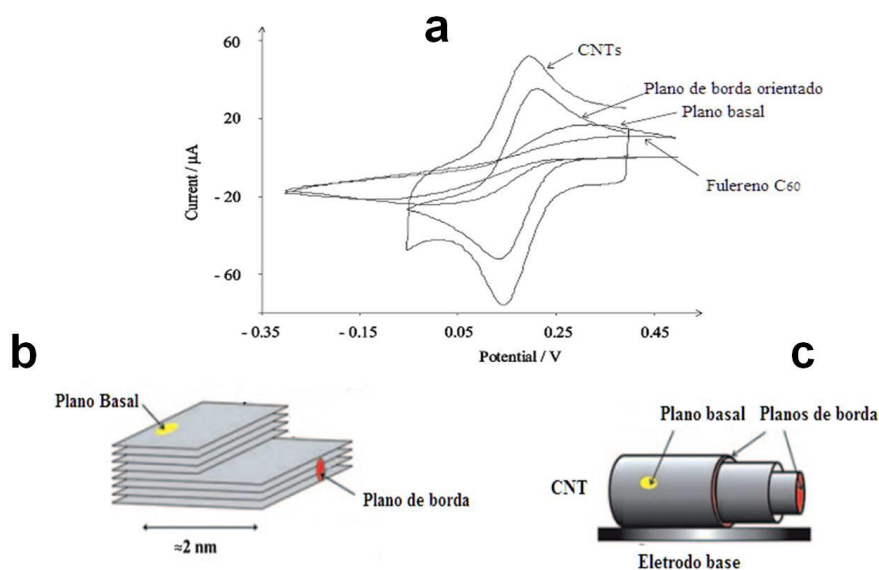 a
60
20
- 20
- 60
Current / µA
CNTs
Plano de borda orientado
Plano basal
Fulereno C60
- 0.35
- 0.15
0.05
0.25
0.45
Potential / V
b
Plano Basal
Plano de borda
≈2 nm
c
Plano basal
Planos de borda
CNT
Eletrodo base